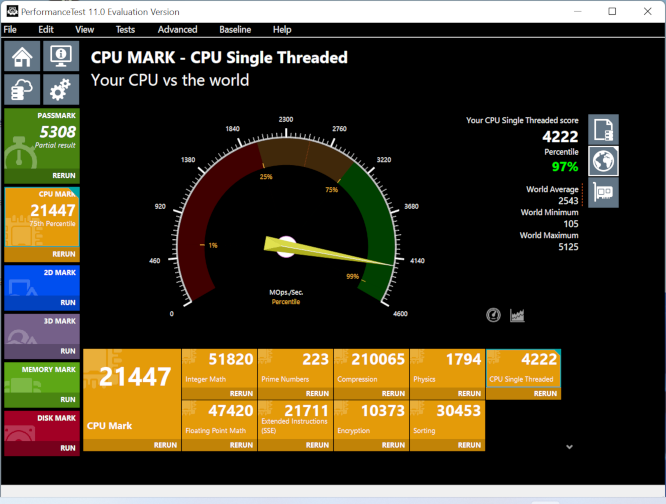 PerformanceTest 11.0 Evaluation Version
File Edit View Tests Advanced Baseline Help
CPU MARK - CPU Single Threaded
Your CPU vs the world
PASSMARK
5308
Partial result
RERUN
CPU MARK
21447
75th Percentile
RERUN
2D MARK
RUN
3D MARK
RUN
MEMORY MARK
RUN
DISK MARK
RUN
0
460
920
1380
1840
2300
2760
3220
3680
4140
4600
1%
25%
75%
99%
MOps./Sec.
Percentile
Your CPU Single Threaded score
4222
Percentile
97%
World Average
2543
World Minimum
105
World Maximum
5125
21447
CPU Mark
RERUN
51820
Integer Math
RERUN
223
Prime Numbers
RERUN
210065
Compression
RERUN
1794
Physics
RERUN
4222
CPU Single Threaded
RERUN
47420
Floating Point Math
RERUN
21711
Extended Instructions
(SSE)
RERUN
10373
Encryption
RERUN
30453
Sorting
RERUN